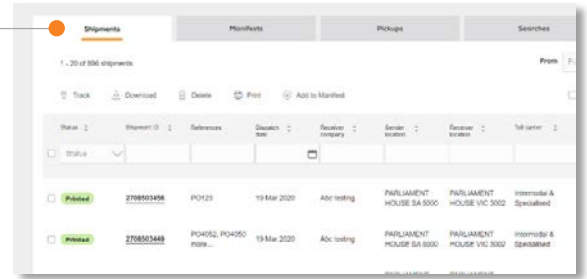 Shipments Manifests Pickups Searches
1 - 20 of 896 shipments From
Track Download Delete Print Add to Manifest
Status Shipment ID References Dispatch date Receiver company Sender location Receiver location Toll carrier
Status
Printed 2708503456 PO123 19 Mar 2020 Abc testing PARLIAMENT HOUSE SA 5000 PARLIAMENT HOUSE VIC 3002 Intermodal & Specialised
Printed 2708503449 PO4052, PO4050 more... 19 Mar 2020 Abc testing PARLIAMENT HOUSE SA 5000 PARLIAMENT HOUSE VIC 3002 Intermodal & Specialised
PARLIAMENT PARLIAMENT